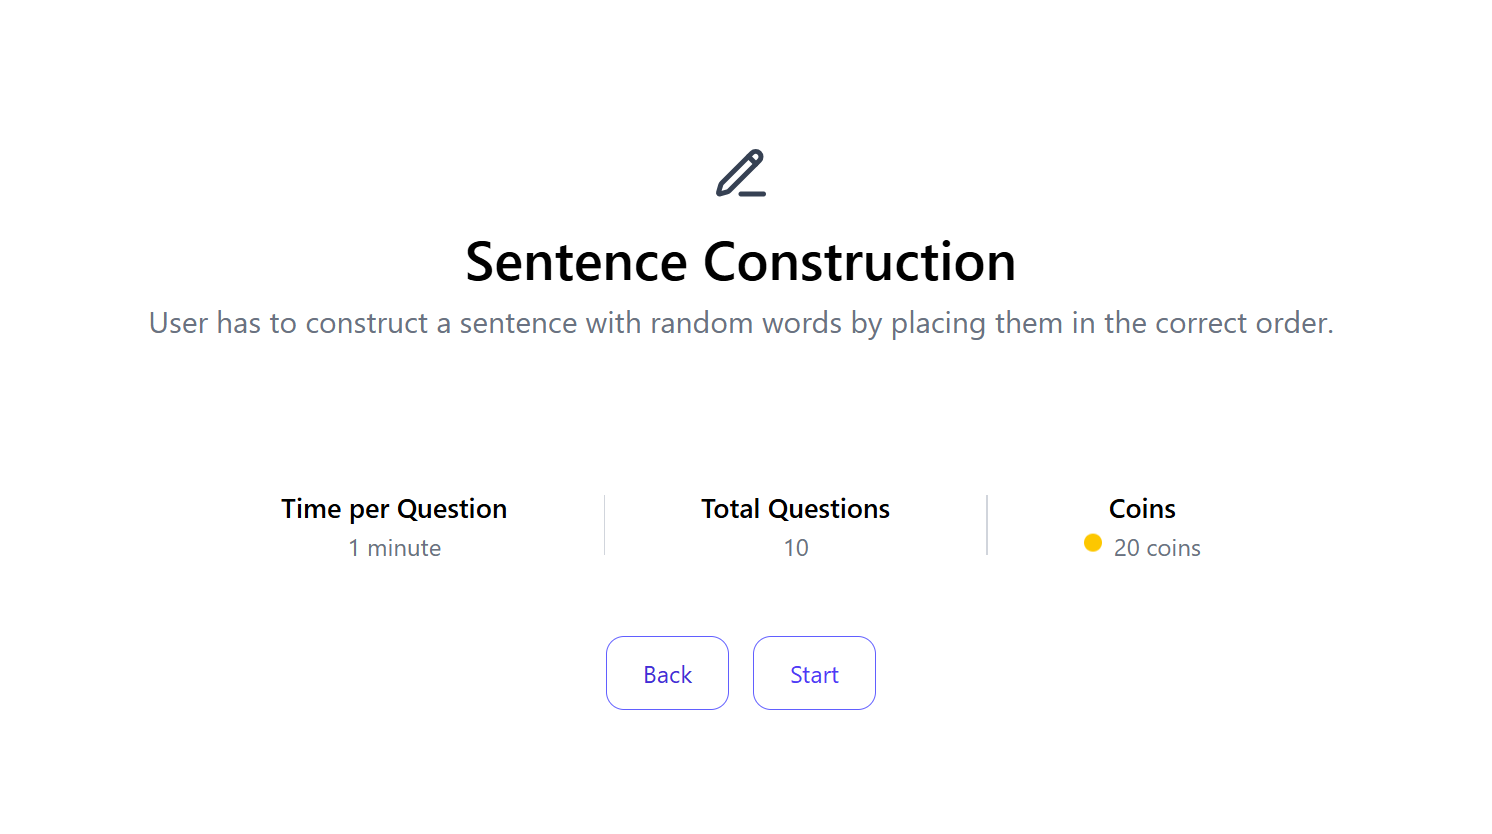 Sentence Construction
User has to construct a sentence with random words by placing them in the correct order.
Time per Question
1 minute
Total Questions
10
Coins
20 coins
Back
Start